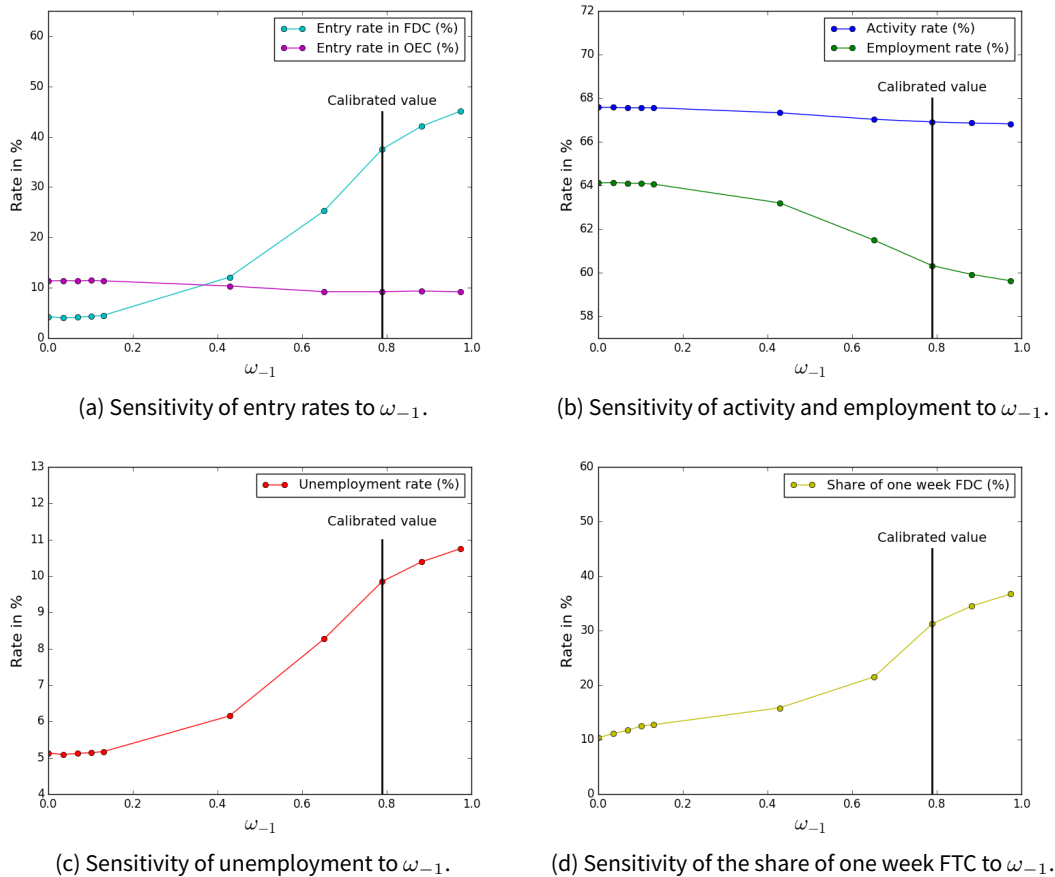 Entry rate in FDC (%)
Entry rate in OEC (%)
Calibrated value
Rate in %
60
50
40
30
20
10
0
0.0 0.2 0.4 0.6 0.8 1.0
ω₋₁
(a) Sensitivity of entry rates to ω₋₁.
Activity rate (%)
Employment rate (%)
Calibrated value
Rate in %
72
70
68
66
64
62
60
58
0.0 0.2 0.4 0.6 0.8 1.0
ω₋₁
(b) Sensitivity of activity and employment to ω₋₁.
Unemployment rate (%)
Calibrated value
Rate in %
13
12
11
10
9
8
7
6
5
4
0.0 0.2 0.4 0.6 0.8 1.0
ω₋₁
(c) Sensitivity of unemployment to ω₋₁.
Share of one week FDC (%)
Calibrated value
Rate in %
60
50
40
30
20
10
0
0.0 0.2 0.4 0.6 0.8 1.0
ω₋₁
(d) Sensitivity of the share of one week FTC to ω₋₁.